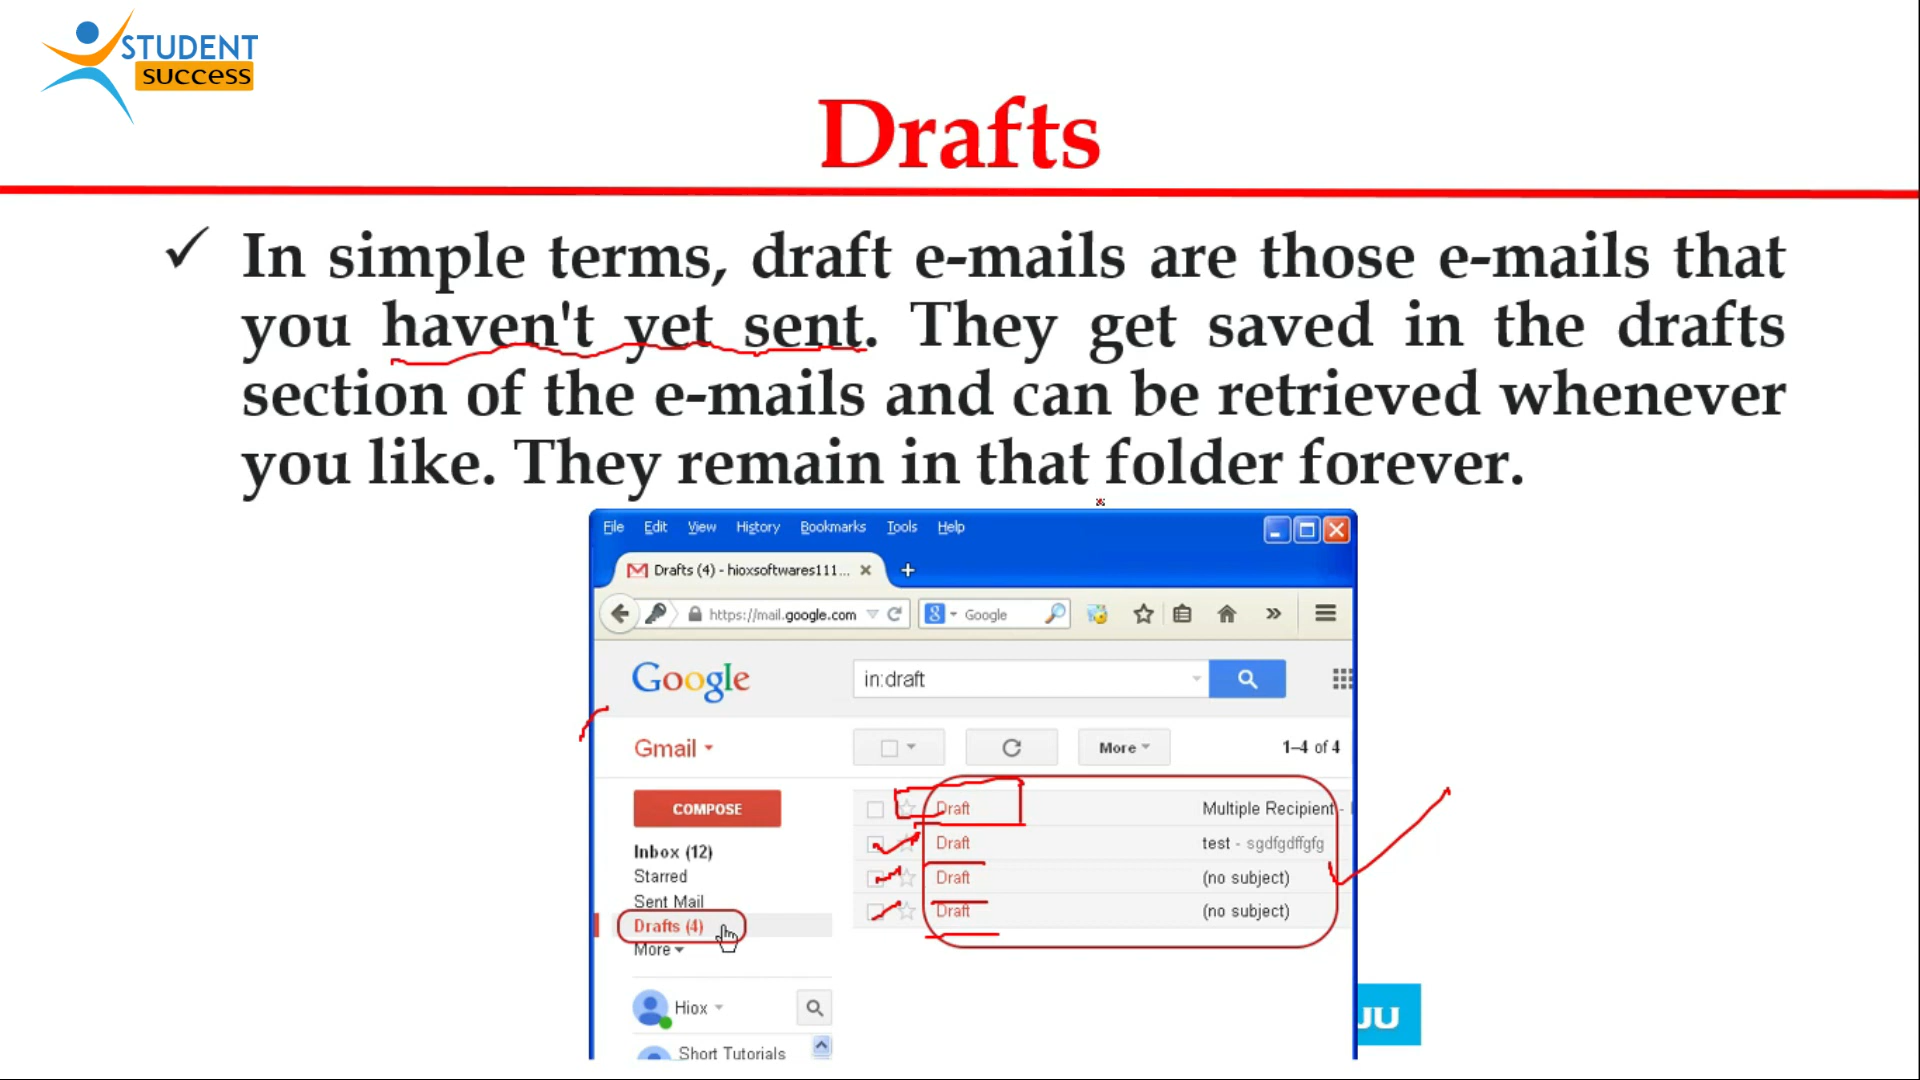 STUDENT
success
Drafts
✓ In simple terms, draft e-mails are those e-mails that
you haven't yet sent. They get saved in the drafts
section of the e-mails and can be retrieved whenever
you like. They remain in that folder forever.
File Edit View History Bookmarks Tools Help
Drafts (4) - hioxsoftwares111...
https://mail.google.com Google
Google in:draft
Gmail More 1–4 of 4
COMPOSE
Draft Multiple Recipient -
Draft test - sgdfgdffgfg
Draft (no subject)
Draft (no subject)
Inbox (12)
Starred
Sent Mail
Drafts (4)
More
Hiox
Short Tutorials